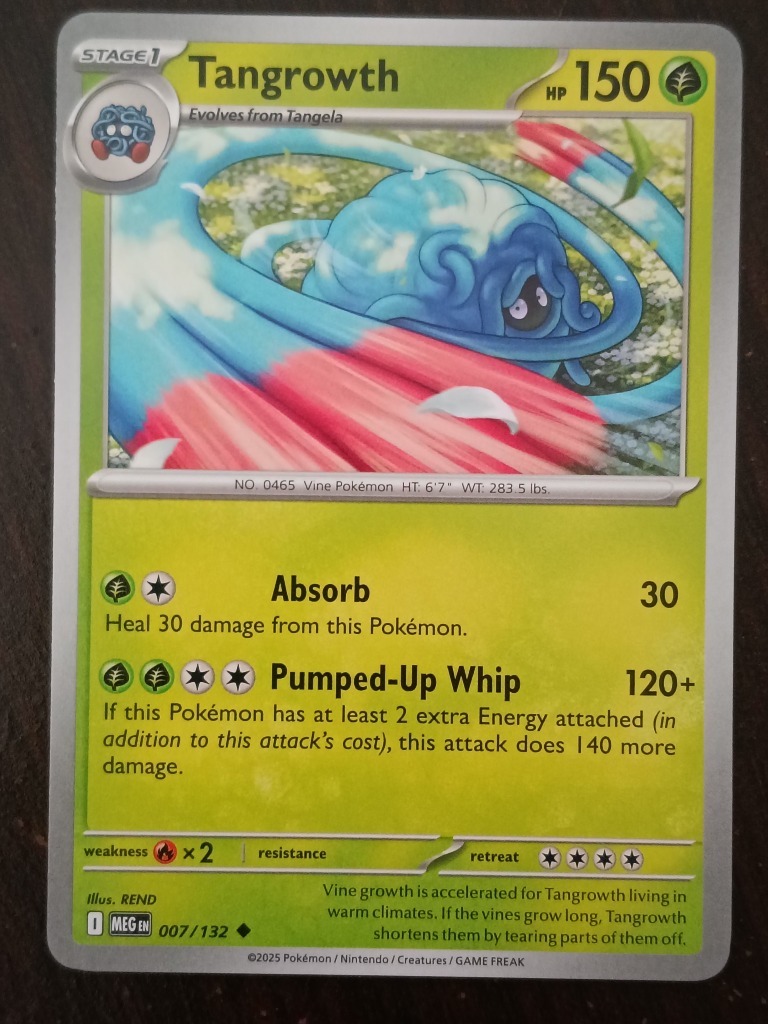 STAGE 1
Tangrowth
HP 150
Evolves from Tangela
NO. 0465 Vine Pokémon HT: 6'7" WT: 283.5 lbs.
Absorb 30
Heal 30 damage from this Pokémon.
Pumped-Up Whip 120+
If this Pokémon has at least 2 extra Energy attached (in
addition to this attack's cost), this attack does 140 more
damage.
weakness ×2 resistance retreat
Illus. REND
Vine growth is accelerated for Tangrowth living in
warm climates. If the vines grow long, Tangrowth
shortens them by tearing parts of them off.
I MEG EN 007/132
©2025 Pokémon / Nintendo / Creatures / GAME FREAK